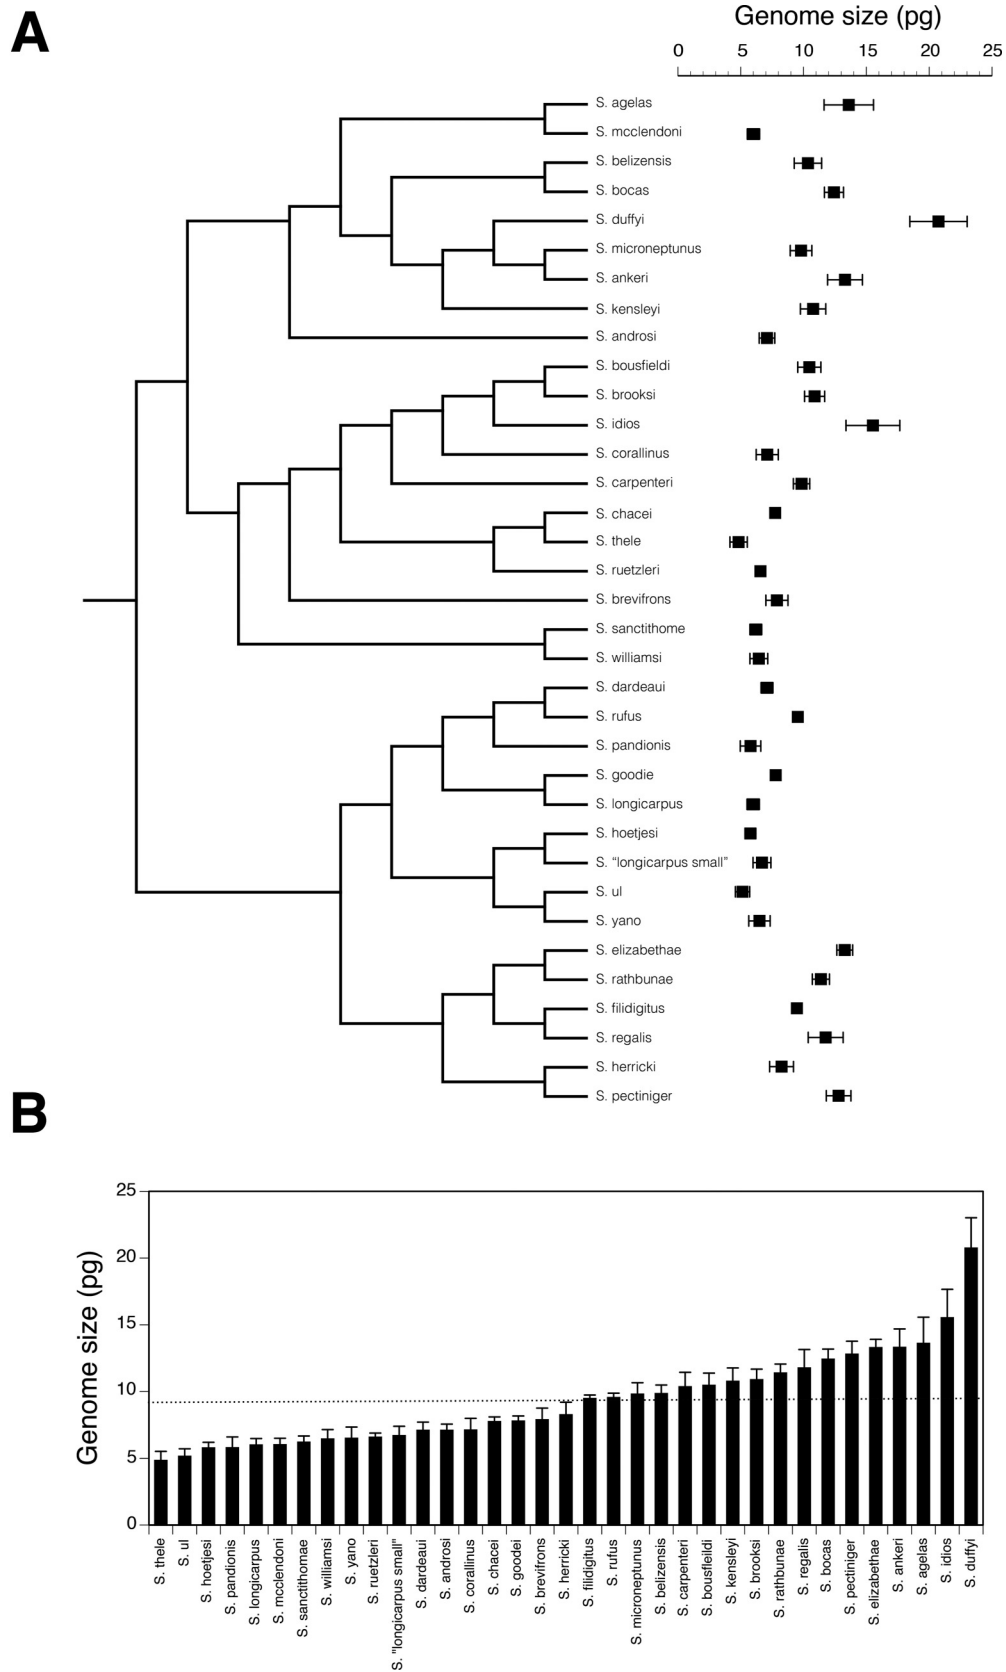 A
Genome size (pg)
0 5 10 15 20 25
S. agelas
S. mcclendoni
S. belizensis
S. bocas
S. duffyi
S. microneptunus
S. ankeri
S. kensleyi
S. androsi
S. bousfieldi
S. brooksi
S. idios
S. corallinus
S. carpenteri
S. chacei
S. thele
S. ruetzleri
S. brevifrons
S. sanctithome
S. williamsi
S. dardeaui
S. rufus
S. pandionis
S. goodie
S. longicarpus
S. hoetjesi
S. “longicarpus small”
S. ul
S. yano
S. elizabethae
S. rathbunae
S. filidigitus
S. regalis
S. herricki
S. pectiniger
B
Genome size (pg)
25
20
15
10
5
0
S. thele
S. ul
S. hoetjesi
S. pandionis
S. longicarpus
S. mcclendoni
S. sanctithomae
S. williamsi
S. yano
S. ruetzleri
S. "longicarpus small"
S. dardeaui
S. androsi
S. corallinus
S. chacei
S. goodei
S. brevifrons
S. herricki
S. filidigitus
S. rufus
S. microneptunus
S. belizensis
S. carpenteri
S. bousfleildi
S. kensleyi
S. brooksi
S. rathbunae
S. regalis
S. bocas
S. pectiniger
S. elizabethae
S. ankeri
S. agelas
S. idios
S. duffyi